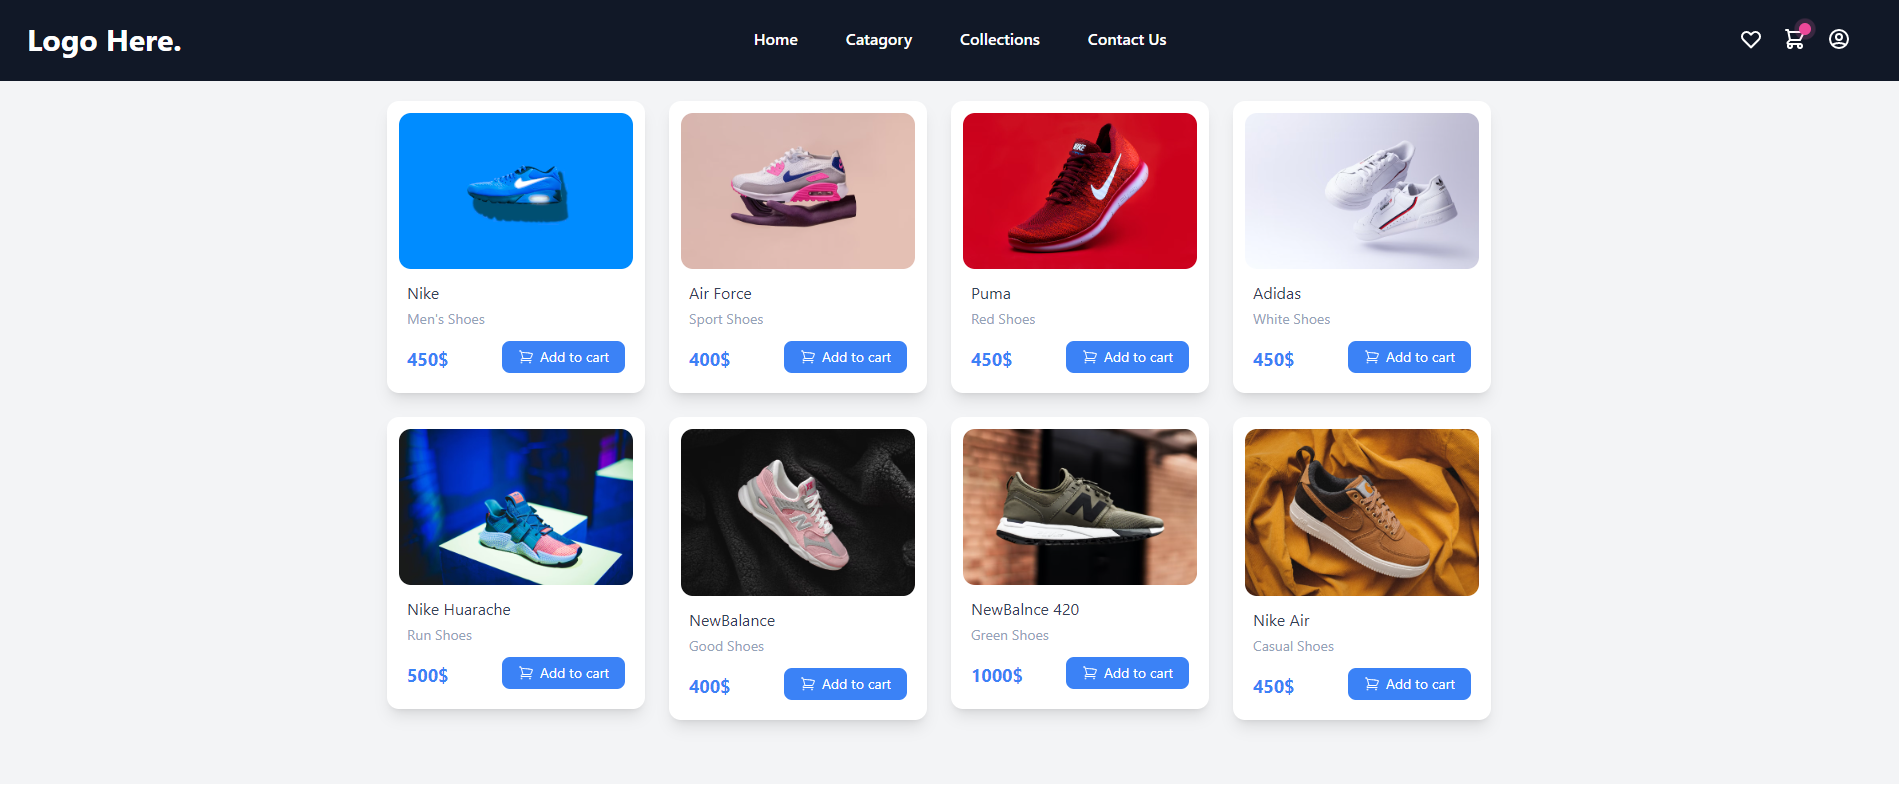 Logo Here.
Home Catagory Collections Contact Us
NIKE
Nike
Men's Shoes
450$ Add to cart
Air Force
Sport Shoes
400$ Add to cart
Puma
Red Shoes
450$ Add to cart
Adidas
White Shoes
450$ Add to cart
Nike Huarache
Run Shoes
500$ Add to cart
N
NewBalance
Good Shoes
400$ Add to cart
N
NewBalnce 420
Green Shoes
1000$ Add to cart
Nike Air
Casual Shoes
450$ Add to cart